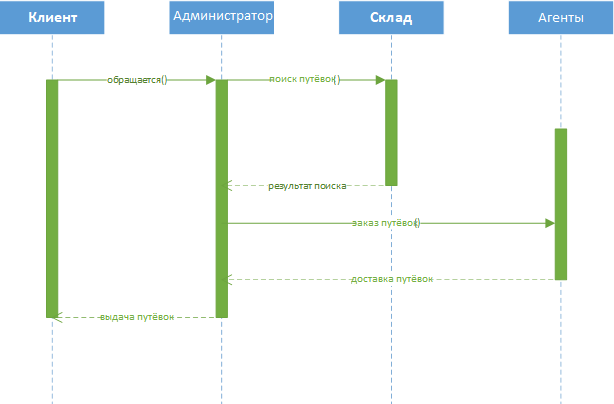 Клиент
Администратор
Склад
Агенты
обращается()
поиск путёвок()
результат поиска
заказ путёвок()
доставка путёвок
выдача путёвок